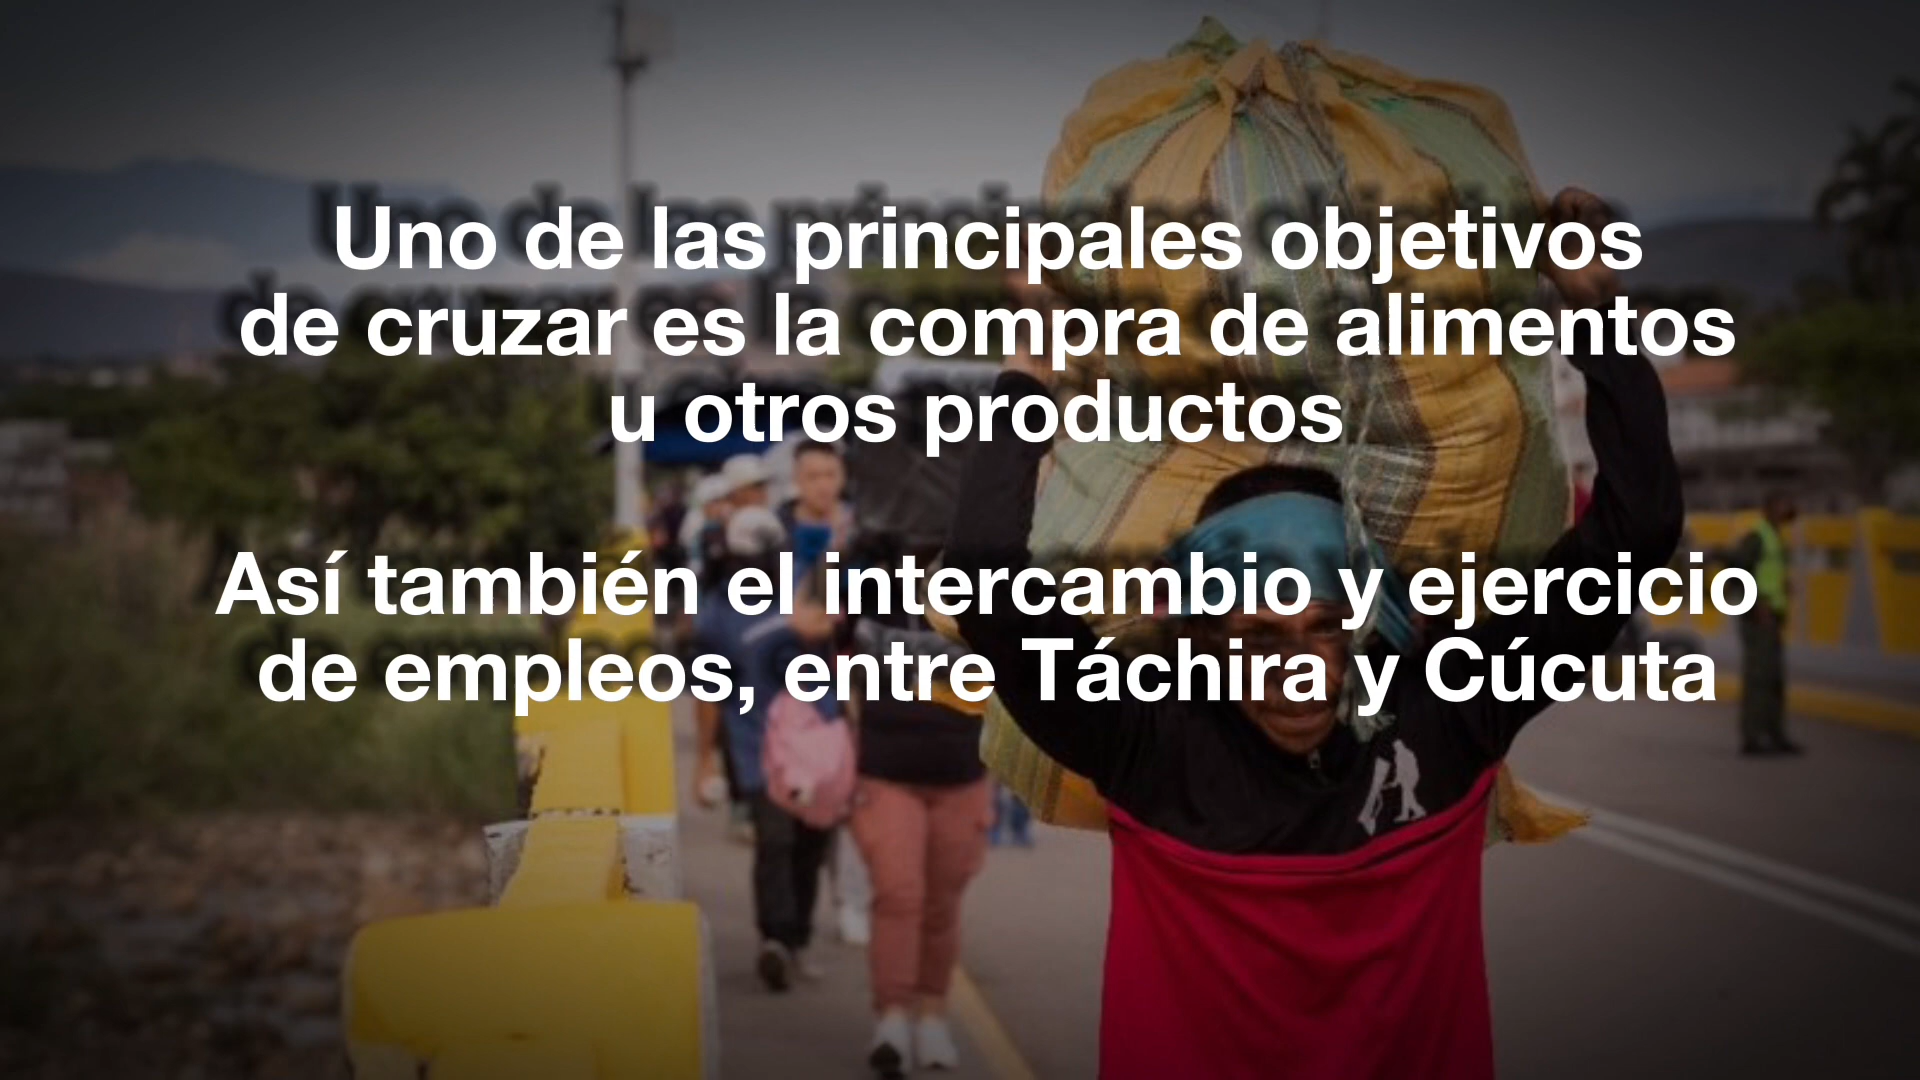 Uno de las principales objetivos
de cruzar es la compra de alimentos
u otros productos
Así también el intercambio y ejercicio
de empleos, entre Táchira y Cúcuta